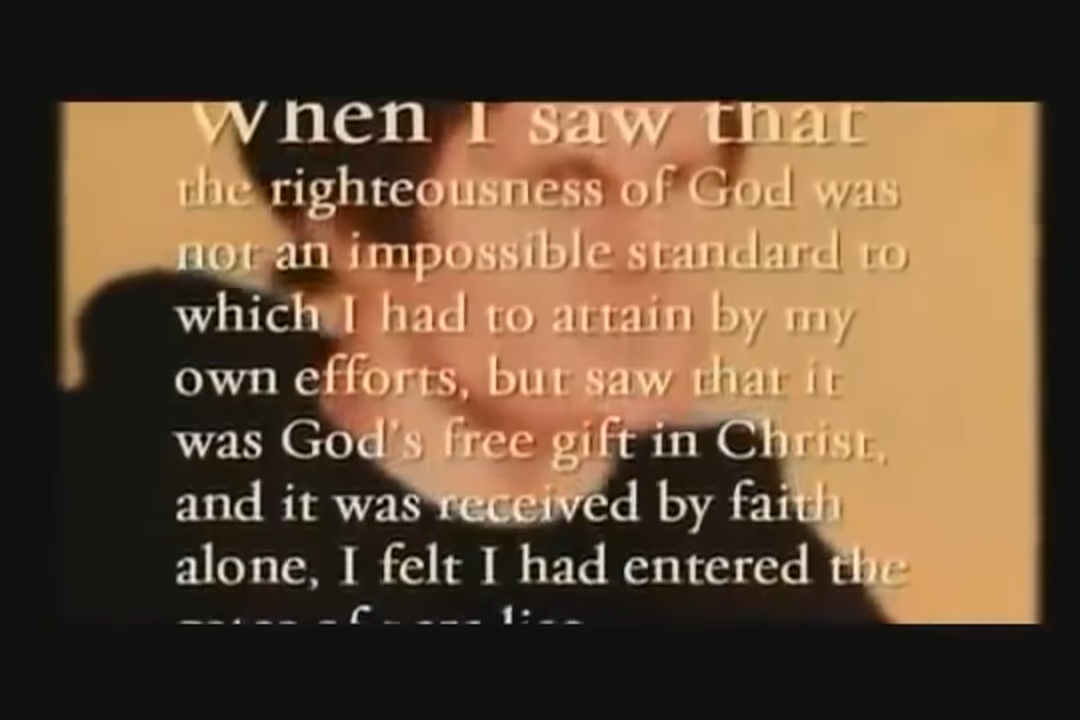 When I saw that
the righteousness of God was
not an impossible standard to
which I had to attain by my
own efforts, but saw that it
was God's free gift in Christ,
and it was received by faith
alone, I felt I had entered the